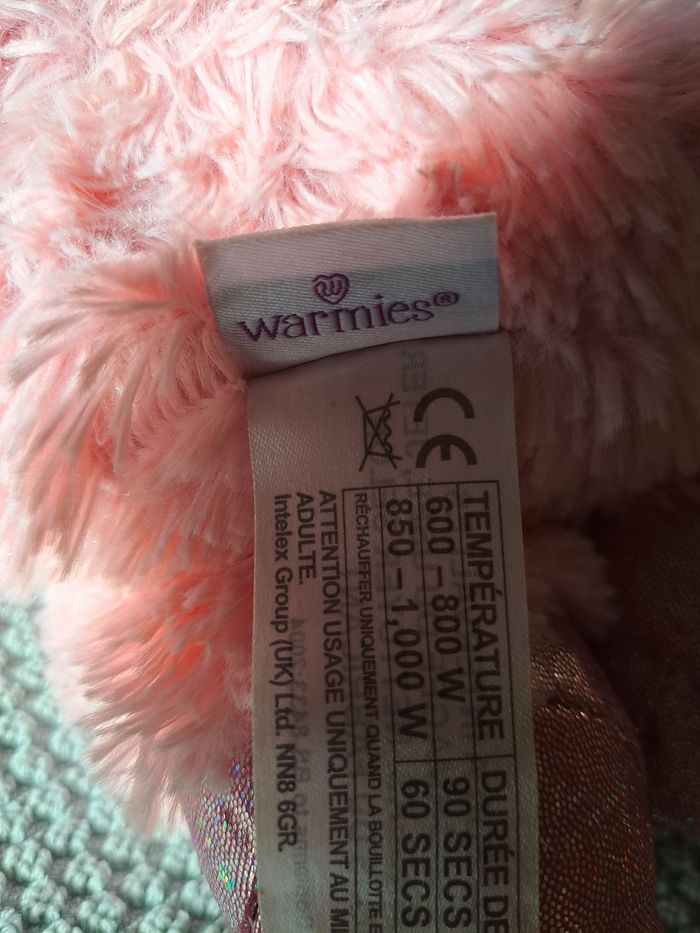 warmies®
CE
TEMPÉRATURE DURÉE DE
600 – 800 W 90 SECS
850 – 1,000 W 60 SECS
RÉCHAUFFER UNIQUEMENT QUAND LA BOUILLOTTE E
ATTENTION USAGE UNIQUEMENT AU MI
ADULTE.
Intelex Group (UK) Ltd. NN8 6GR.